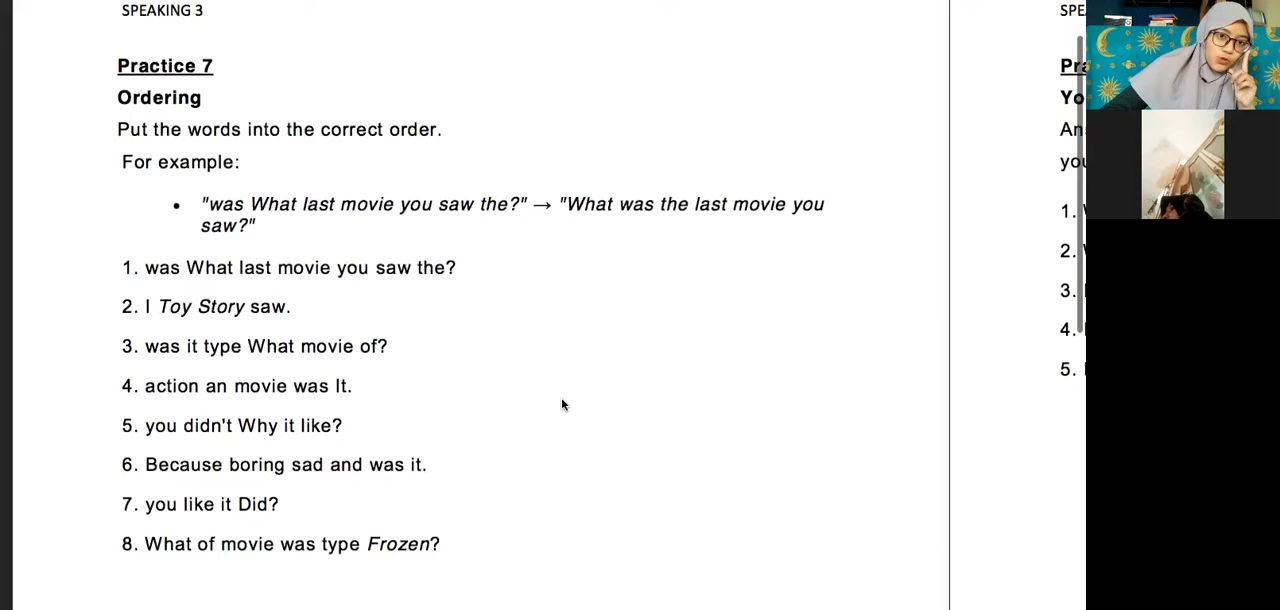 SPEAKING 3
Practice 7
Ordering
Put the words into the correct order.
For example:
• "was What last movie you saw the?" → "What was the last movie you
saw?"
1. was What last movie you saw the?
2. I Toy Story saw.
3. was it type What movie of?
4. action an movie was It.
5. you didn't Why it like?
6. Because boring sad and was it.
7. you like it Did?
8. What of movie was type Frozen?
SPE
Pra
Yo
An
you
1.
2.
3.
4.
5.